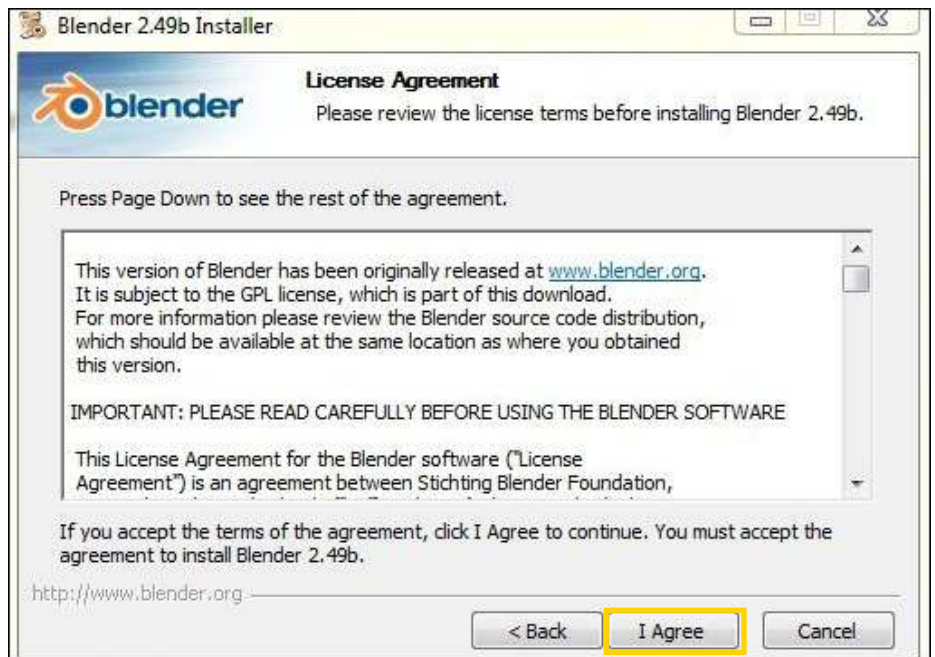 Blender 2.49b Installer
blender
License Agreement
Please review the license terms before installing Blender 2.49b.
Press Page Down to see the rest of the agreement.
This version of Blender has been originally released at www.blender.org.
It is subject to the GPL license, which is part of this download.
For more information please review the Blender source code distribution,
which should be available at the same location as where you obtained
this version.
IMPORTANT: PLEASE READ CAREFULLY BEFORE USING THE BLENDER SOFTWARE
This License Agreement for the Blender software ("License
Agreement") is an agreement between Stichting Blender Foundation,
If you accept the terms of the agreement, click I Agree to continue. You must accept the
agreement to install Blender 2.49b.
http://www.blender.org
< Back I Agree Cancel